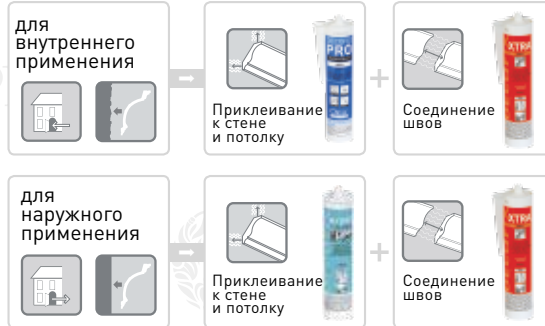 для
внутреннего
применения
PRO
Приклеивание
к стене
и потолку
XTRA
Соединение
швов
для
наружного
применения
Приклеивание
к стене
и потолку
XTRA
Соединение
швов